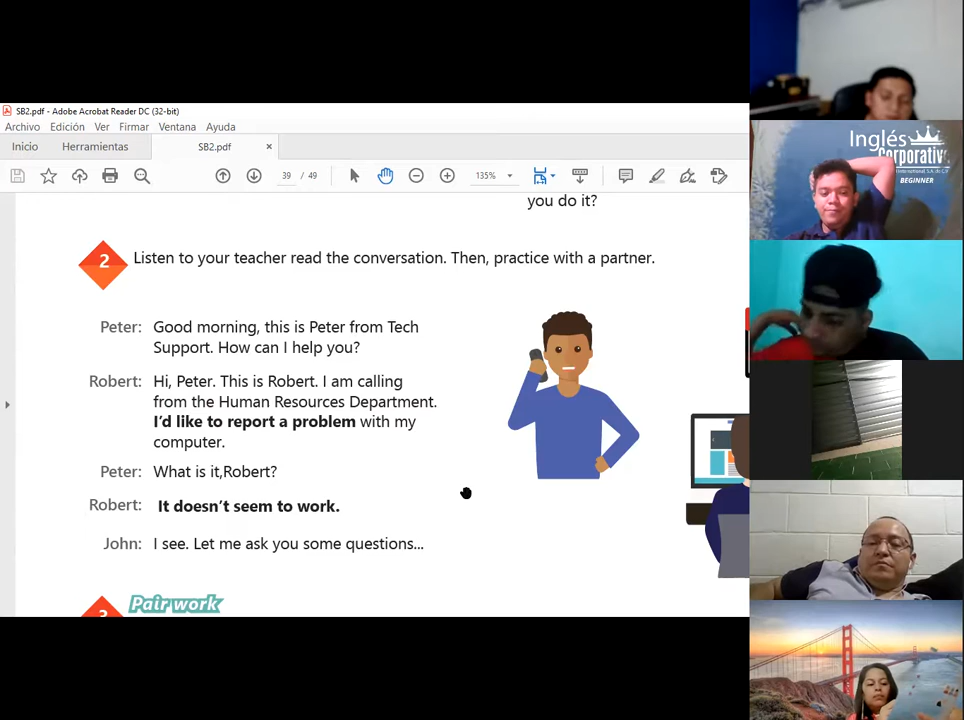 SB2.pdf - Adobe Acrobat Reader DC (32-bit)
Archivo Edición Ver Firmar Ventana Ayuda
Inicio Herramientas SB2.pdf ×
39 / 49 135%
you do it?
2 Listen to your teacher read the conversation. Then, practice with a partner.
Peter: Good morning, this is Peter from Tech
Support. How can I help you?
Robert: Hi, Peter. This is Robert. I am calling
from the Human Resources Department.
I'd like to report a problem with my
computer.
Peter: What is it,Robert?
Robert: It doesn't seem to work.
John: I see. Let me ask you some questions...
3 Pair work
Inglés
Corporativ
BEGINNER